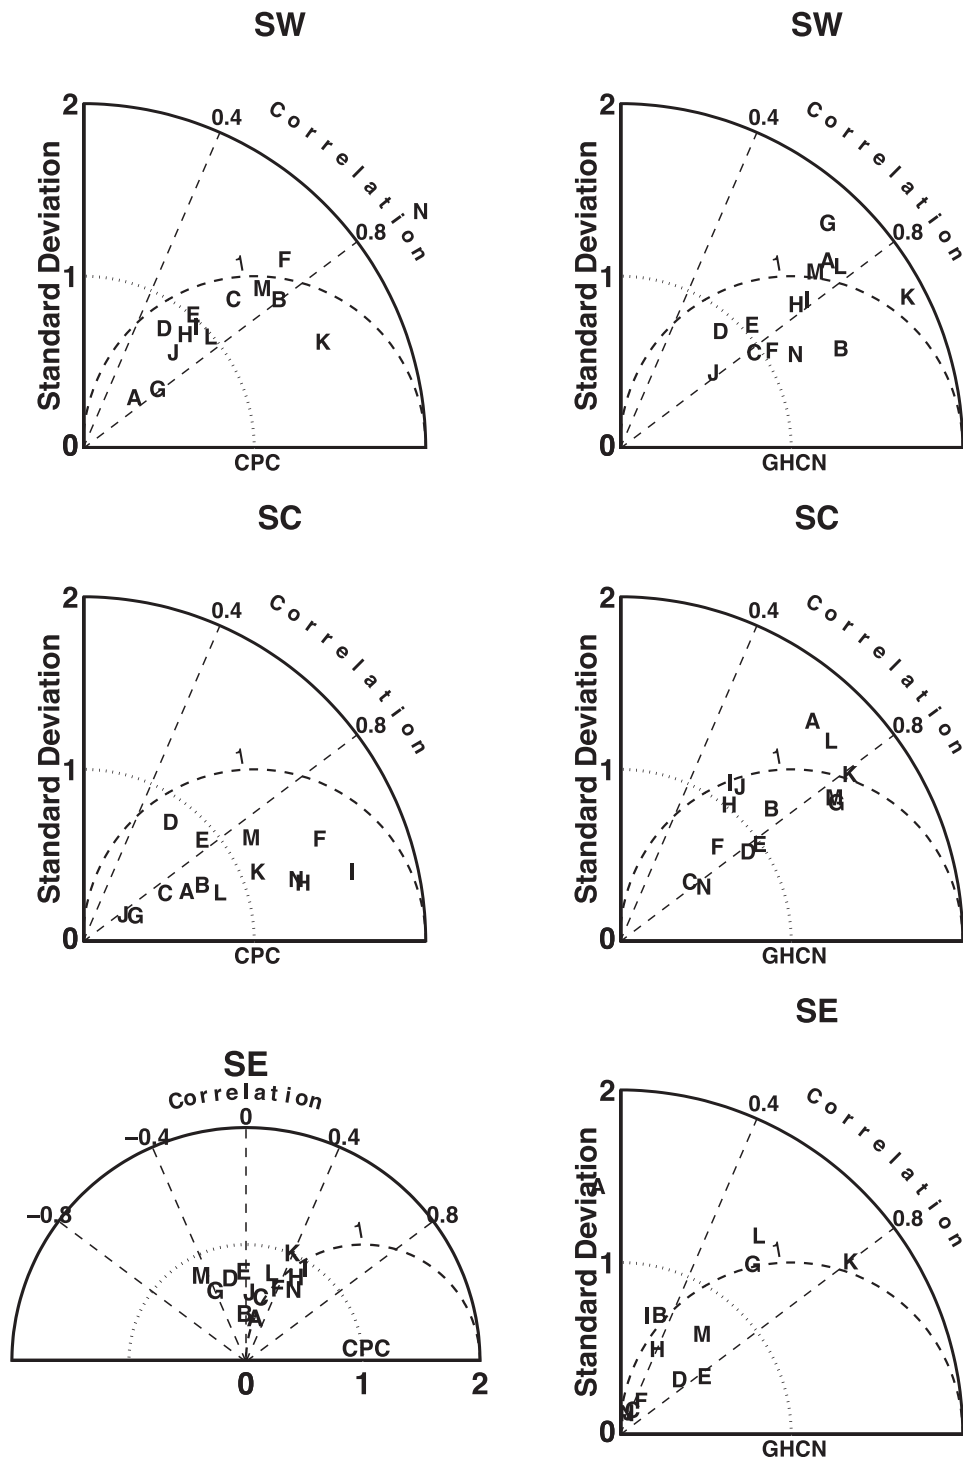 SW
Standard Deviation
2
1
0
0.4
Correlation
0.8
1
N
F
M
C
B
E
D
H
I
L
J
K
G
A
CPC
SW
Standard Deviation
2
1
0
0.4
Correlation
0.8
1
G
A
L
M
K
H
I
D
E
C
F
N
B
J
GHCN
SC
Standard Deviation
2
1
0
0.4
Correlation
0.8
1
D
E
M
F
K
I
N
H
C
A
B
L
J
G
CPC
SC
Standard Deviation
2
1
0
0.4
Correlation
0.8
1
A
L
K
I
J
H
M
G
B
F
D
E
C
N
GHCN
SE
Correlation
0
−0.4
0.4
−0.8
0.8
1
K
M
D
E
L
H
I
G
J
C
F
N
B
A
CPC
0
1
2
SE
Standard Deviation
2
1
0
0.4
Correlation
0.8
1
A
L
G
K
I
B
M
H
D
E
F
C
GHCN